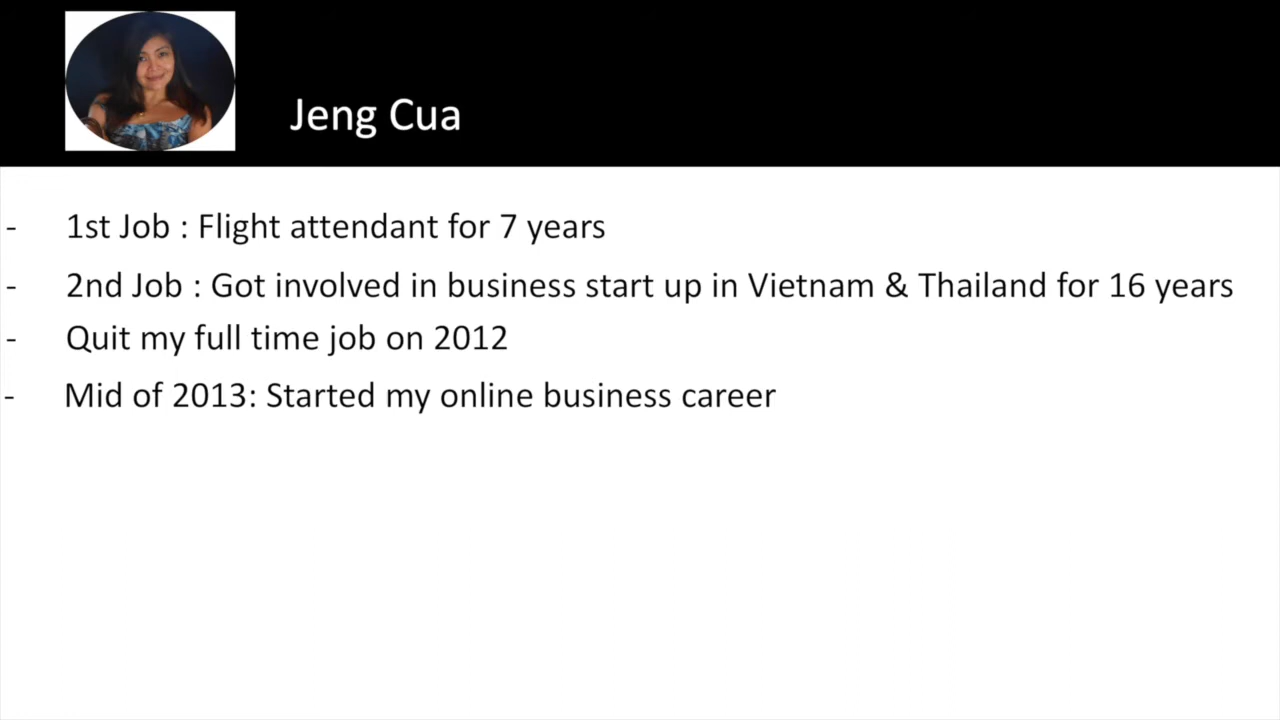 Jeng Cua
- 1st Job : Flight attendant for 7 years
- 2nd Job : Got involved in business start up in Vietnam & Thailand for 16 years
- Quit my full time job on 2012
- Mid of 2013: Started my online business career